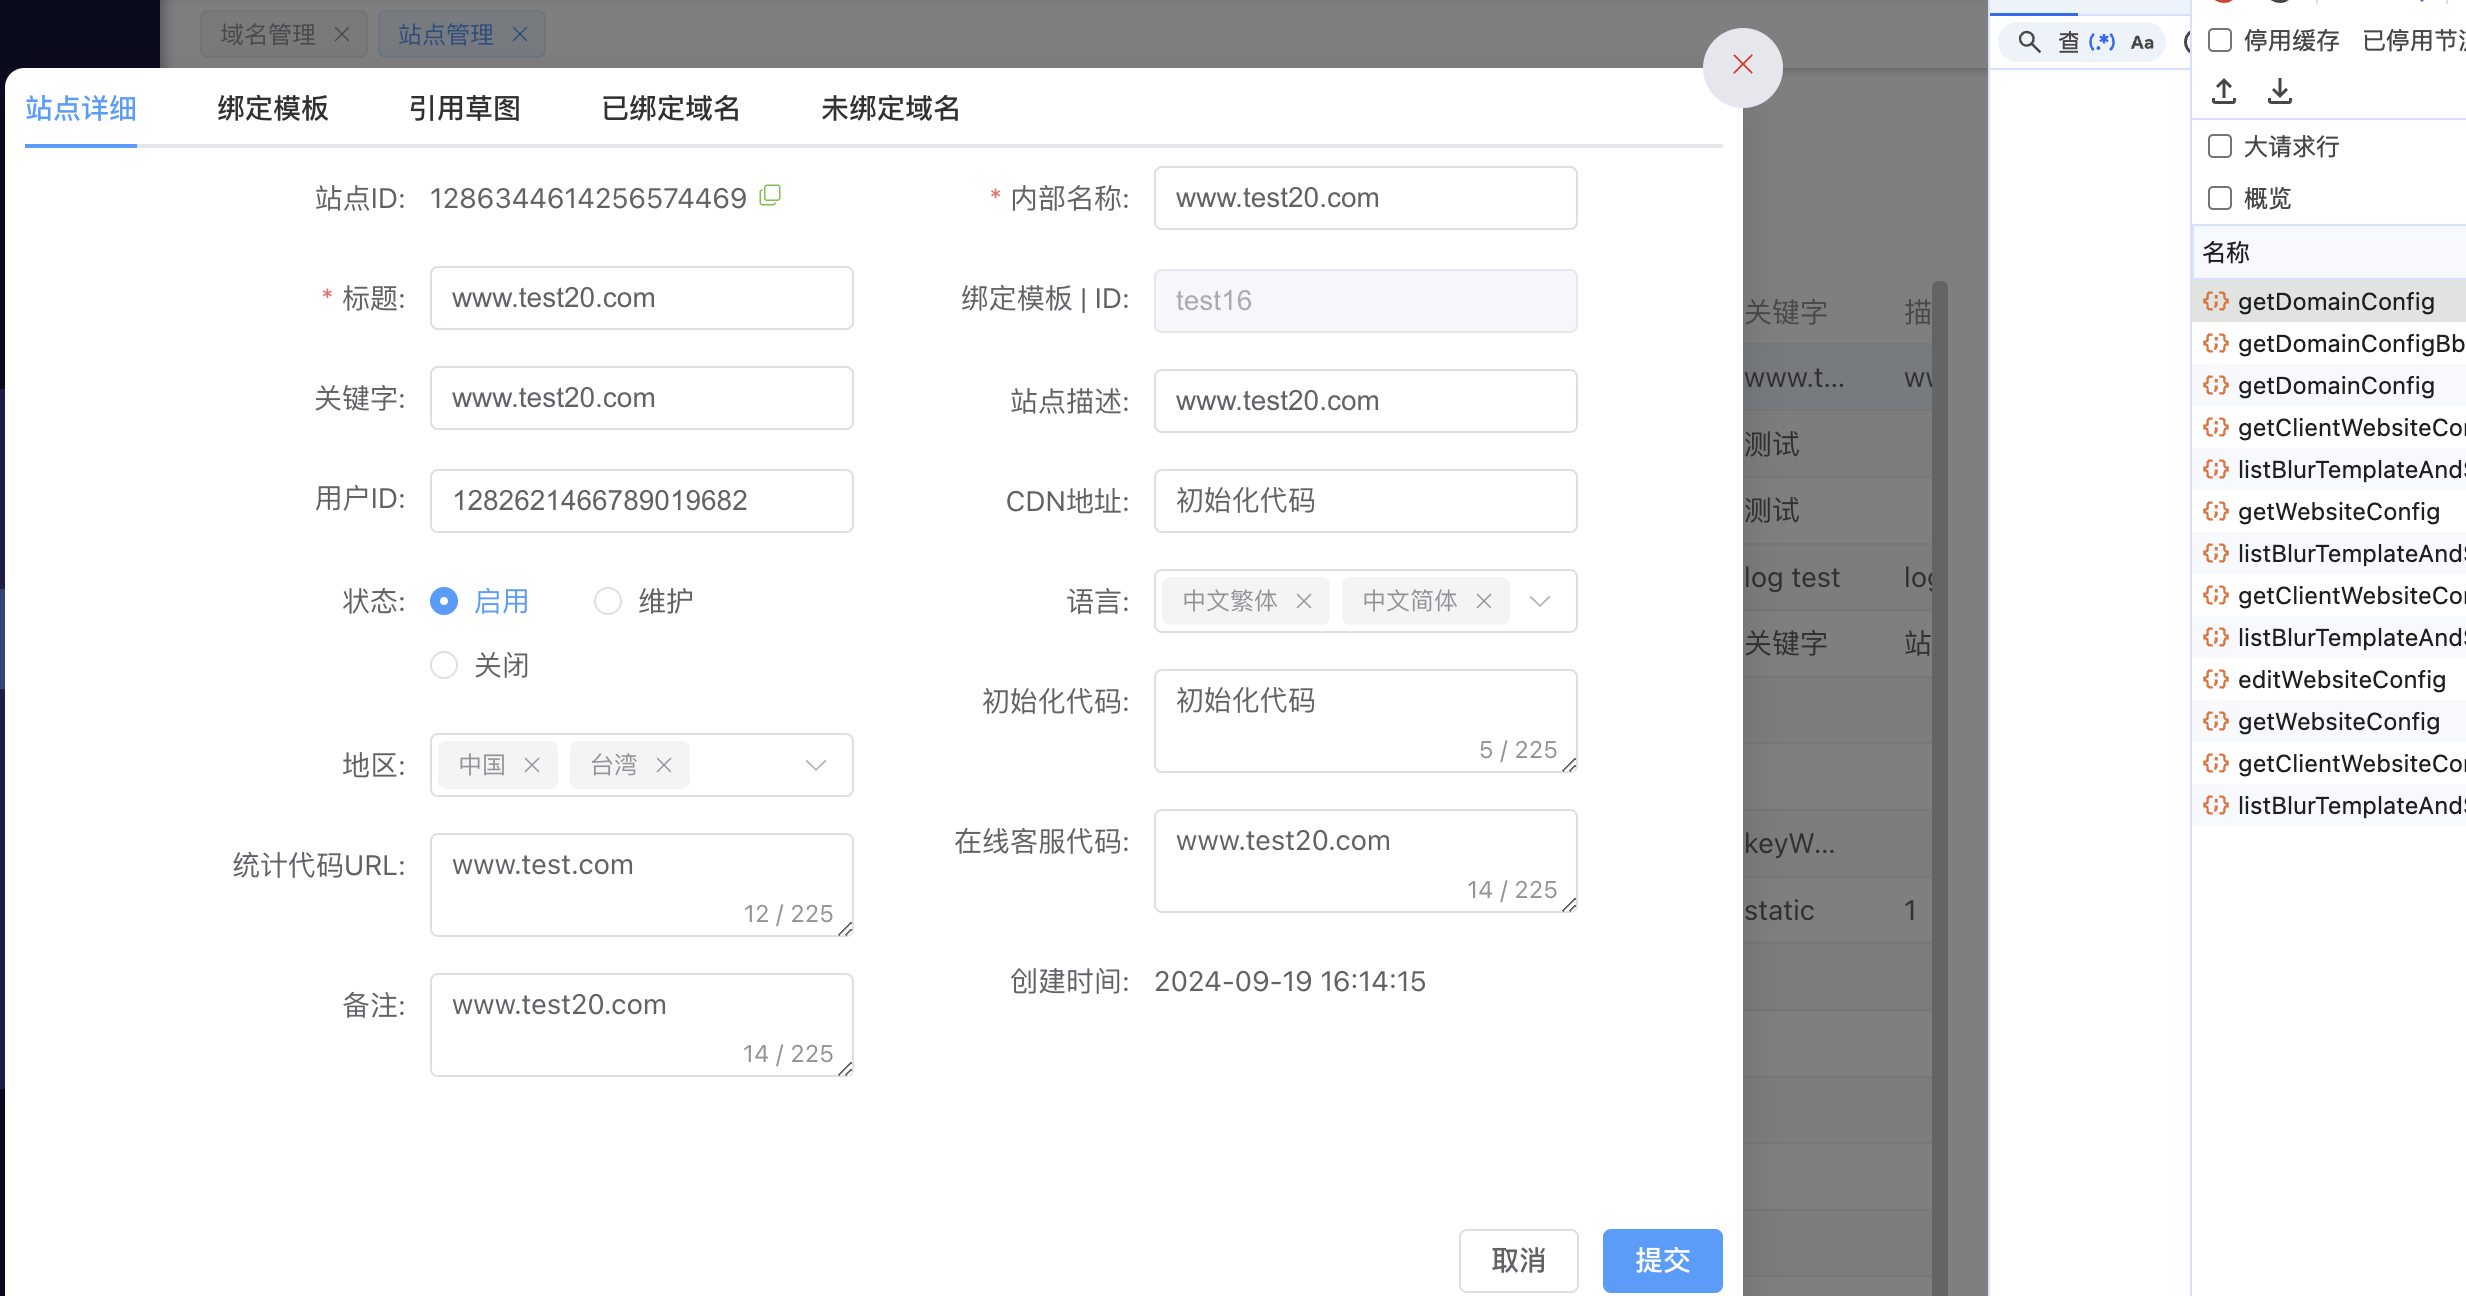 域名管理
站点管理
站点详细
绑定模板
引用草图
已绑定域名
未绑定域名
站点ID: 1286344614256574469
* 内部名称: www.test20.com
* 标题: www.test20.com
绑定模板 | ID: test16
关键字: www.test20.com
站点描述: www.test20.com
用户ID: 1282621466789019682
CDN地址: 初始化代码
状态: 启用 维护
关闭
语言: 中文繁体 中文简体
初始化代码: 初始化代码
5 / 225
地区: 中国 台湾
统计代码URL: www.test.com
12 / 225
在线客服代码: www.test20.com
14 / 225
备注: www.test20.com
14 / 225
创建时间: 2024-09-19 16:14:15
取消
提交
关键字 描
www.t...
测试
测试
log test
关键字 站
keyW...
static 1
查 (.*) Aa
停用缓存 已停用节
大请求行
概览
名称
getDomainConfig
getDomainConfigBb
getDomainConfig
getClientWebsiteCo
listBlurTemplateAnd
getWebsiteConfig
listBlurTemplateAnd
getClientWebsiteCo
listBlurTemplateAnd
editWebsiteConfig
getWebsiteConfig
getClientWebsiteCo
listBlurTemplateAnd